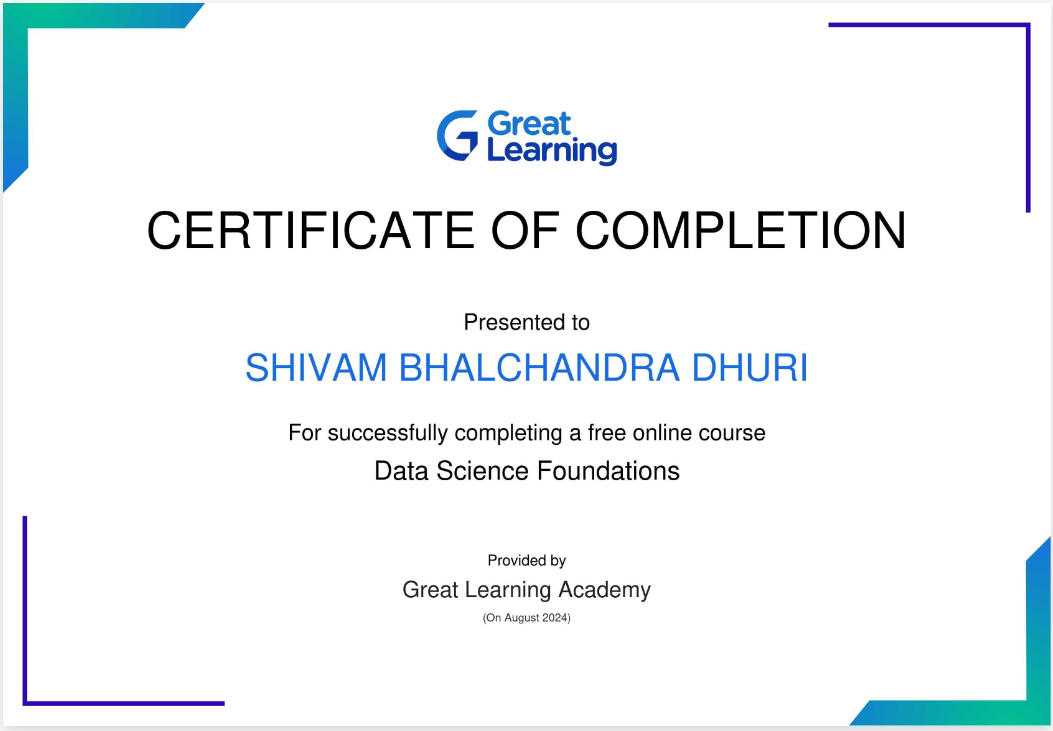 Great
Learning
CERTIFICATE OF COMPLETION
Presented to
SHIVAM BHALCHANDRA DHURI
For successfully completing a free online course
Data Science Foundations
Provided by
Great Learning Academy
(On August 2024)